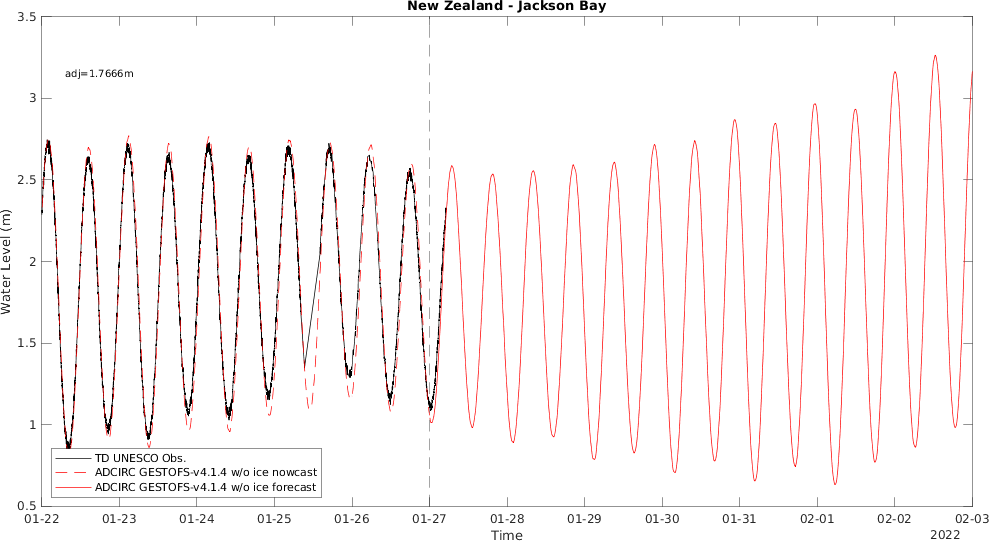 New Zealand - Jackson Bay
adj=1.7666m
Water Level (m)
3.5
3
2.5
2
1.5
1
0.5
TD UNESCO Obs.
ADCIRC GESTOFS-v4.1.4 w/o ice nowcast
ADCIRC GESTOFS-v4.1.4 w/o ice forecast
01-22 01-23 01-24 01-25 01-26 01-27 01-28 01-29 01-30 01-31 02-01 02-02 02-03
Time
2022